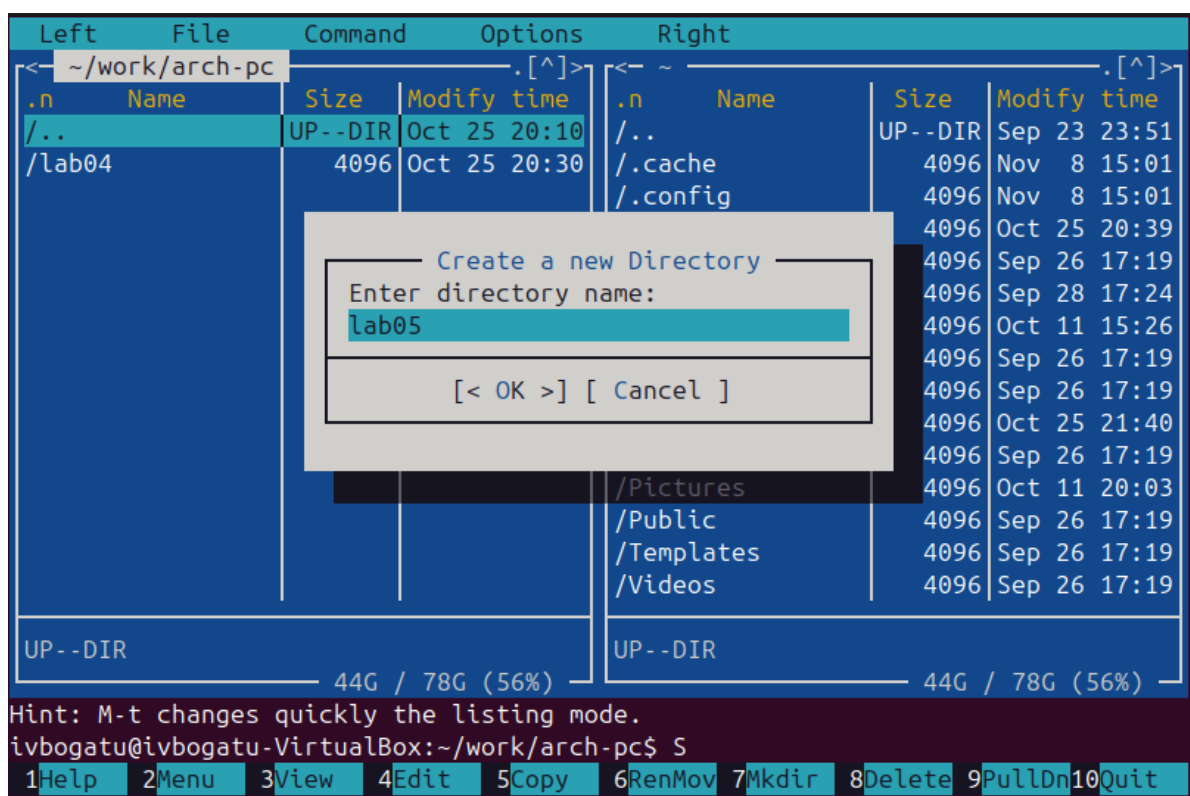 Left File Command Options Right
<─ ~/work/arch-pc .[^]> <─ ~ .[^]>
.n Name Size Modify time .n Name Size Modify time
/.. UP--DIR Oct 25 20:10 /.. UP--DIR Sep 23 23:51
/lab04 4096 Oct 25 20:30 /.cache 4096 Nov 8 15:01
/.config 4096 Nov 8 15:01
4096 Oct 25 20:39
Create a new Directory 4096 Sep 26 17:19
Enter directory name: 4096 Sep 28 17:24
lab05 4096 Oct 11 15:26
4096 Sep 26 17:19
[< OK >] [ Cancel ] 4096 Sep 26 17:19
4096 Oct 25 21:40
4096 Sep 26 17:19
/Pictures 4096 Oct 11 20:03
/Public 4096 Sep 26 17:19
/Templates 4096 Sep 26 17:19
/Videos 4096 Sep 26 17:19
UP--DIR UP--DIR
44G / 78G (56%) 44G / 78G (56%)
Hint: M-t changes quickly the listing mode.
ivbogatu@ivbogatu-VirtualBox:~/work/arch-pc$ S
1Help 2Menu 3View 4Edit 5Copy 6RenMov 7Mkdir 8Delete 9PullDn 10Quit